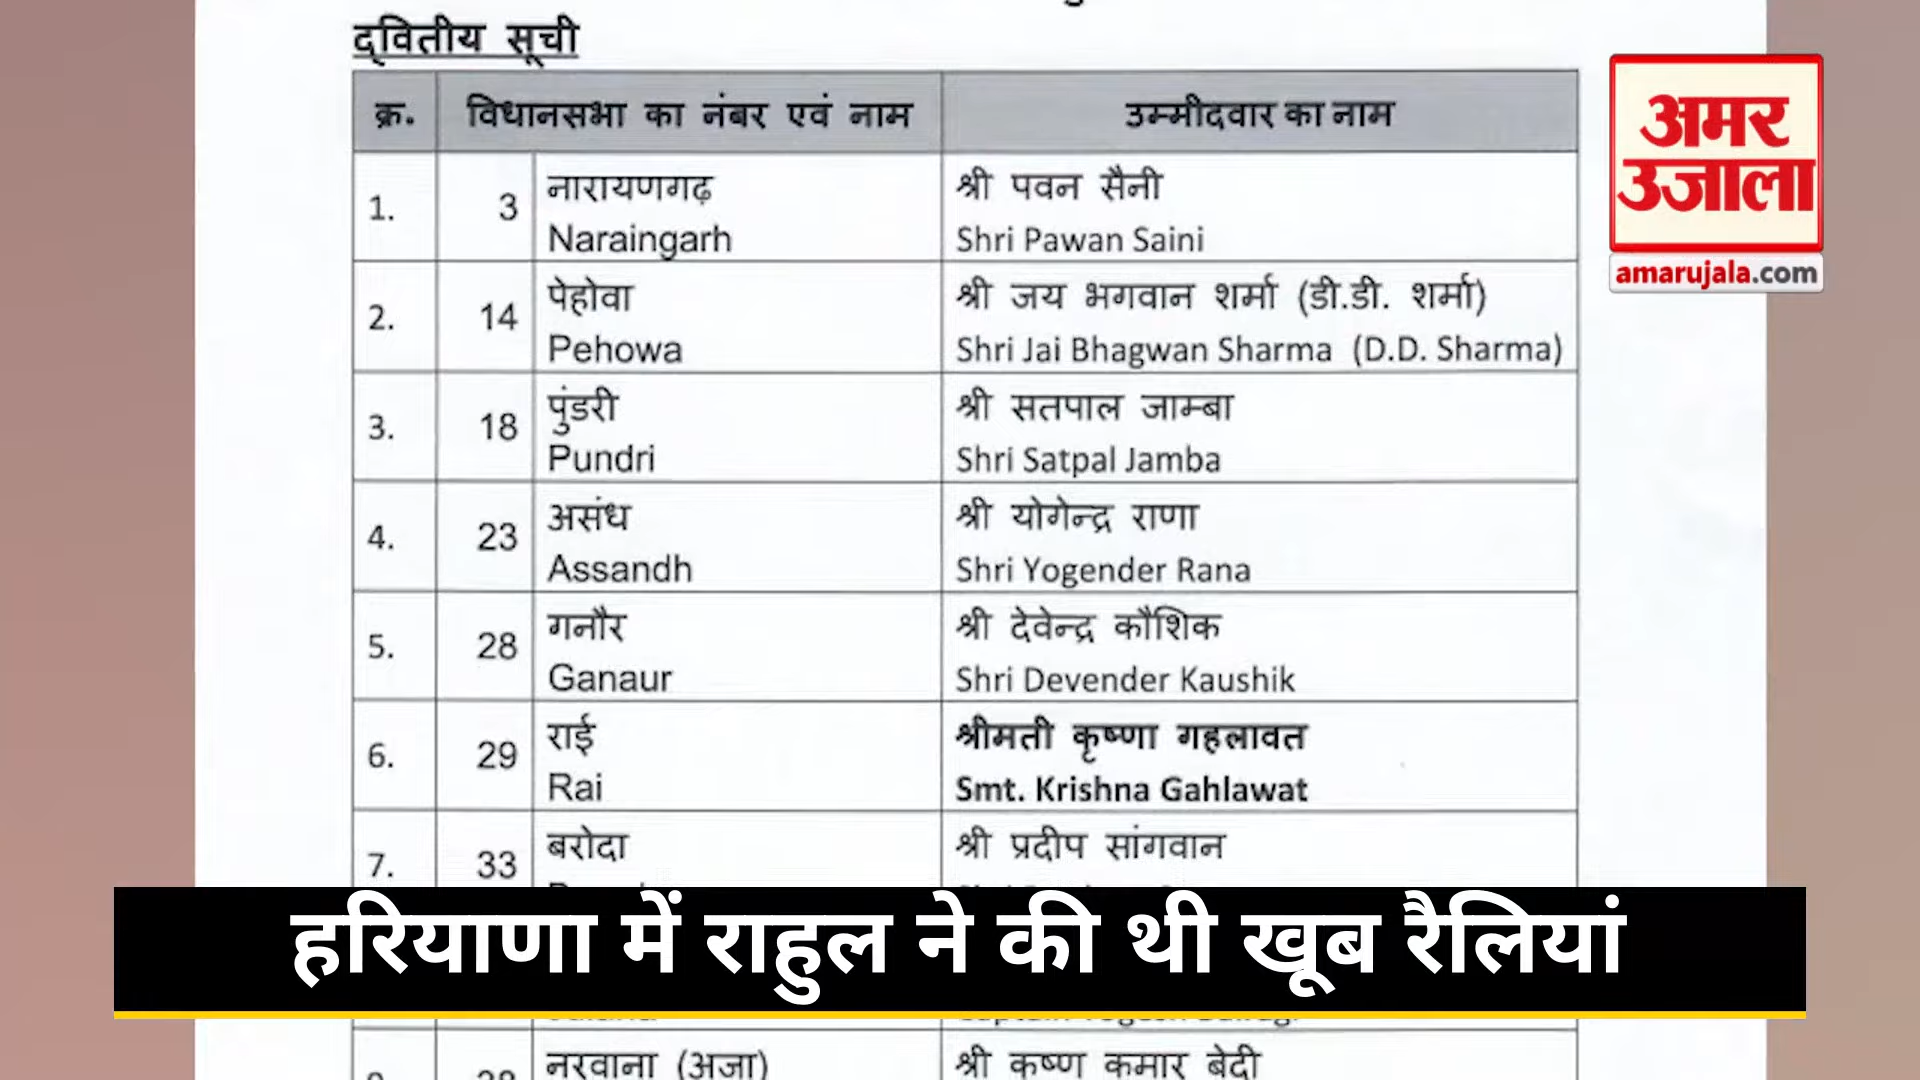 द्वितीय सूची
क्र. विधानसभा का नंबर एवं नाम उम्मीदवार का नाम
1. 3 नारायणगढ़ श्री पवन सैनी
Naraingarh Shri Pawan Saini
2. 14 पेहोवा श्री जय भगवान शर्मा (डी.डी. शर्मा)
Pehowa Shri Jai Bhagwan Sharma (D.D. Sharma)
3. 18 पुंडरी श्री सतपाल जाम्बा
Pundri Shri Satpal Jamba
4. 23 असंध श्री योगेन्द्र राणा
Assandh Shri Yogender Rana
5. 28 गनौर श्री देवेन्द्र कौशिक
Ganaur Shri Devender Kaushik
6. 29 राई श्रीमती कृष्णा गहलावत
Rai Smt. Krishna Gahlawat
7. 33 बरोदा श्री प्रदीप सांगवान
नरवाना (अजा) श्री कृष्ण कुमार बेदी
अमर
उजाला
amarujala.com
हरियाणा में राहुल ने की थी खूब रैलियां